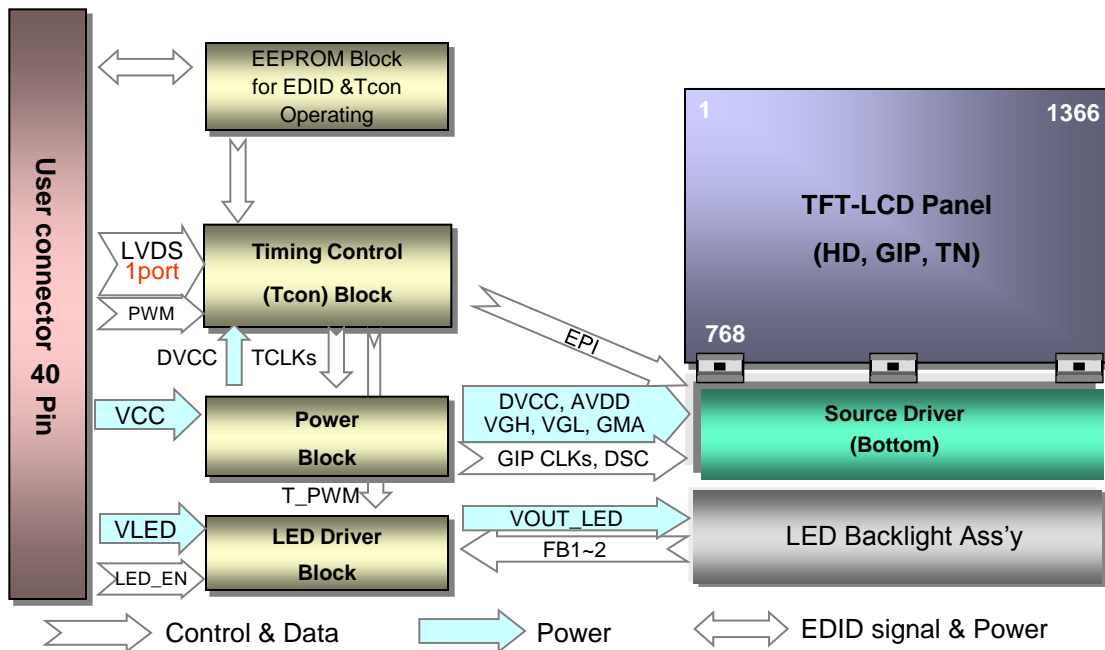 User connector 40 Pin
EEPROM Block
for EDID &Tcon
Operating
LVDS
1port
PWM
Timing Control
(Tcon) Block
DVCC
TCLKs
EPI
VCC
Power
Block
DVCC, AVDD
VGH, VGL, GMA
GIP CLKs, DSC
T_PWM
VLED
LED_EN
LED Driver
Block
VOUT_LED
FB1~2
1
1366
TFT-LCD Panel
(HD, GIP, TN)
768
Source Driver
(Bottom)
LED Backlight Ass'y
Control & Data
Power
EDID signal & Power